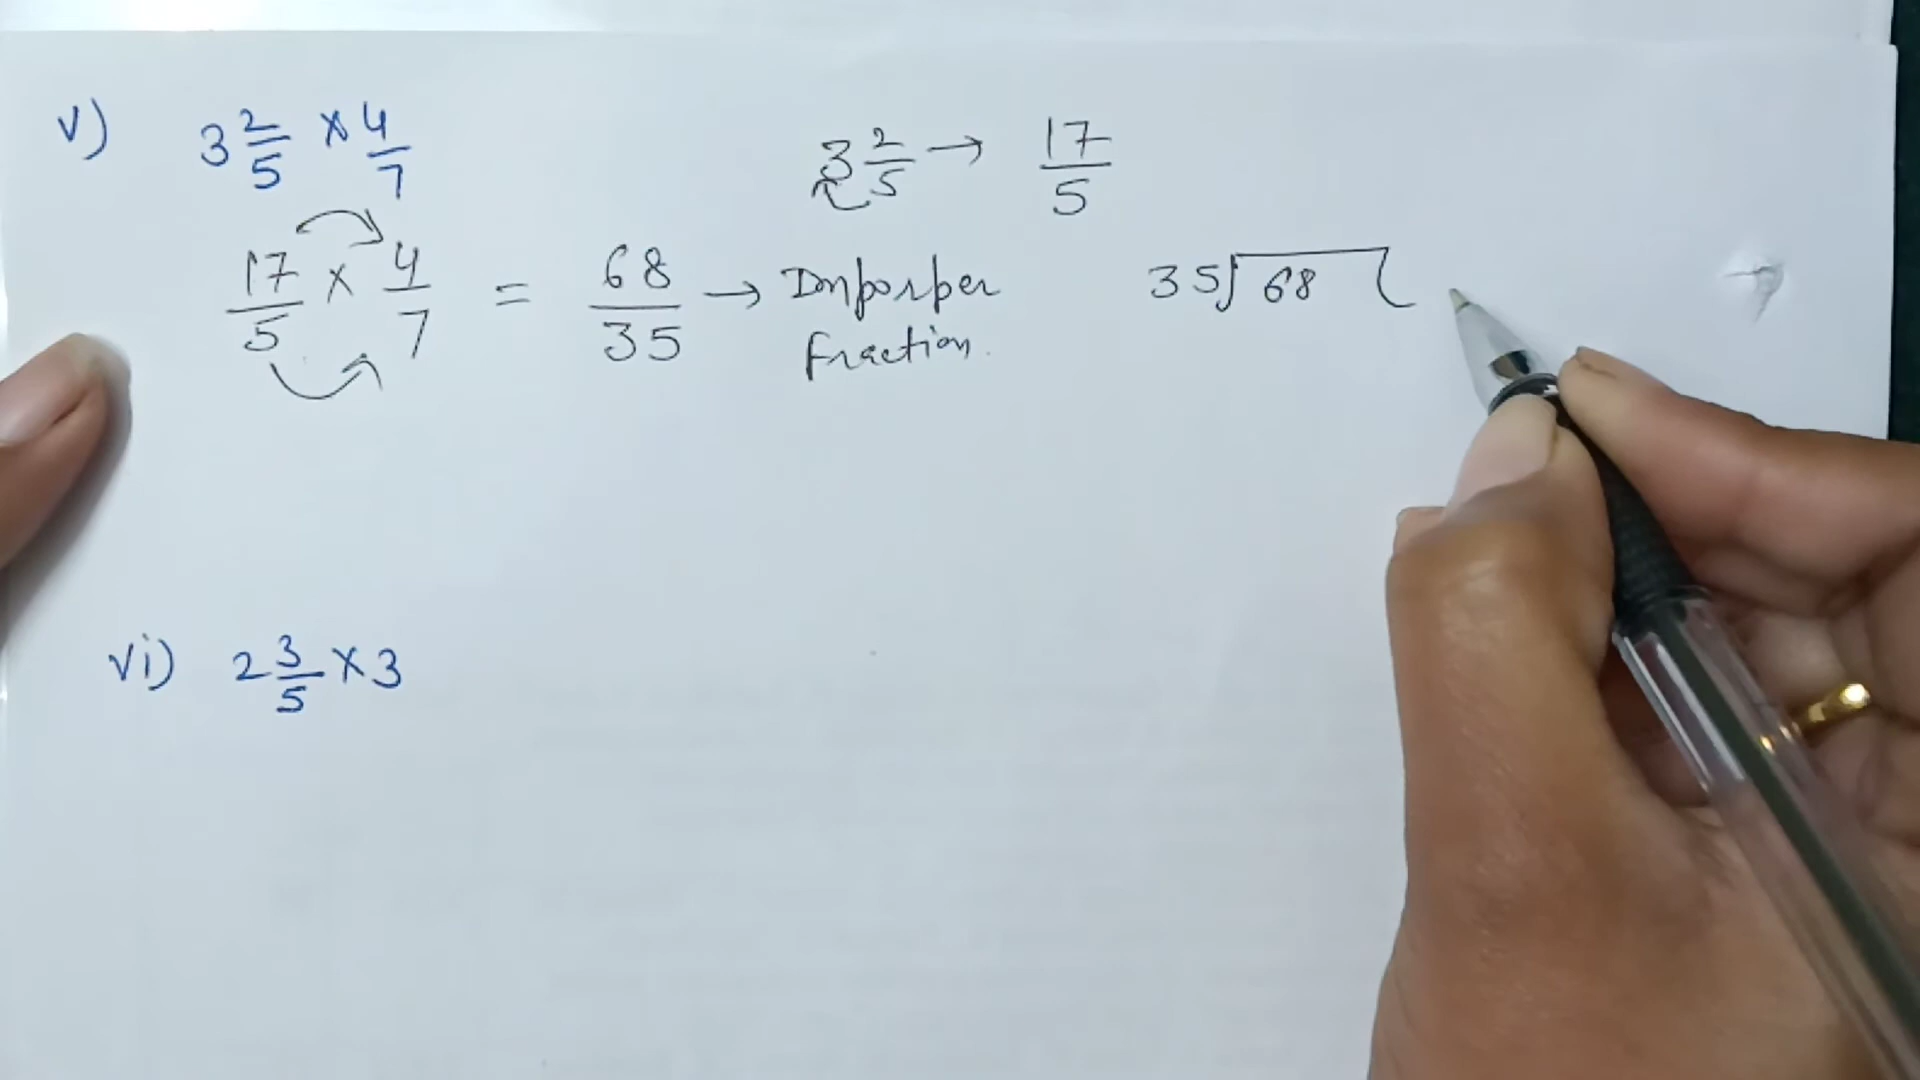 v) 3 2/5 × 4/7
3 2/5 → 17/5
17/5 × 4/7 = 68/35 → Imporper
fraction.
35)68(
vi) 2 3/5 × 3